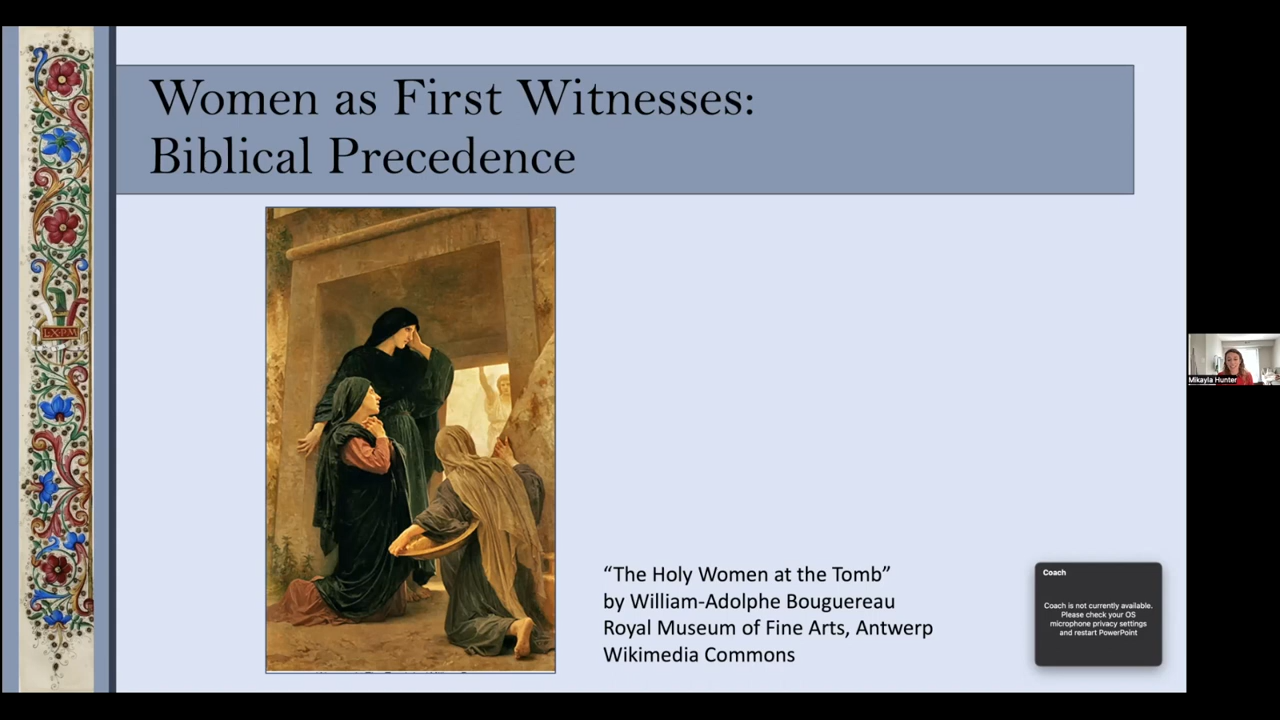 Women as First Witnesses:
Biblical Precedence
L·X·P·M
“The Holy Women at the Tomb”
by William-Adolphe Bouguereau
Royal Museum of Fine Arts, Antwerp
Wikimedia Commons
Coach
Coach is not currently available.
Please check your OS
microphone privacy settings
and restart PowerPoint
Mikayla Hunter